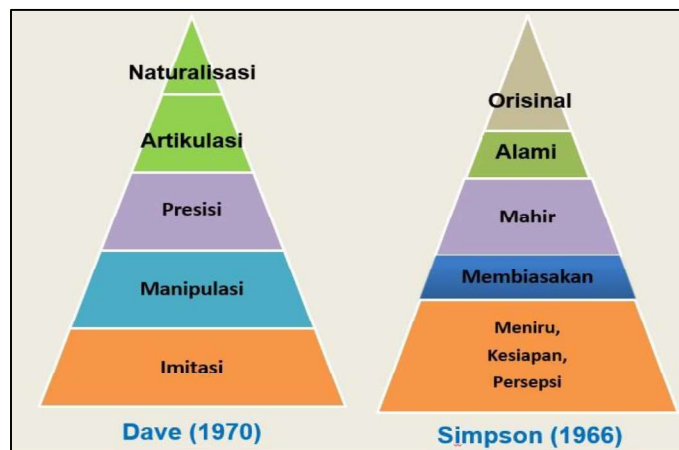 Naturalisasi
Artikulasi
Presisi
Manipulasi
Imitasi
Dave (1970)
Orisinal
Alami
Mahir
Membiasakan
Meniru,
Kesiapan,
Persepsi
Simpson (1966)